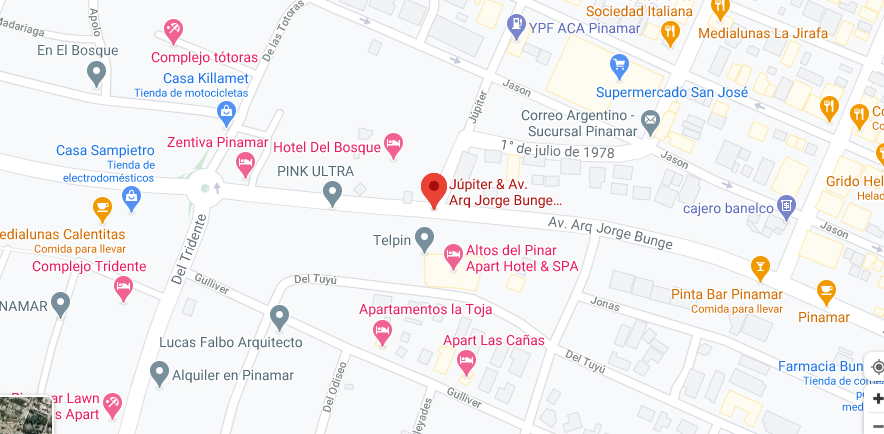 Sociedad Italiana
Medialunas La Jirafa
Madariaga
Apolo
De las Totoras
YPF ACA Pinamar
En El Bosque
Complejo tótoras
Casa Killamet
Tienda de motocicletas
Jason
Supermercado San José
Júpiter
Correo Argentino -
Sucursal Pinamar
Zentiva Pinamar
Hotel Del Bosque
1° de julio de 1978
Jason
Casa Sampietro
Tienda de
electrodomésticos
PINK ULTRA
Júpiter & Av.
Arq Jorge Bunge...
Grido Hel
Hela
cajero banelco
Jason
Medialunas Calentitas
Comida para llevar
Av. Arq Jorge Bunge
Telpin
Altos del Pinar
Apart Hotel & SPA
Complejo Tridente
Del Tridente
Gulliver
Del Tuyú
Pinta Bar Pinamar
Comida para llevar
Pinamar
NAMAR
Jonas
Apartamentos la Toja
Lucas Falbo Arquitecto
Apart Las Cañas
Del Tuyú
Farmacia Bun
Tienda de com
Alquiler en Pinamar
Del Odiseo
Gulliver
Lawn
s Apart